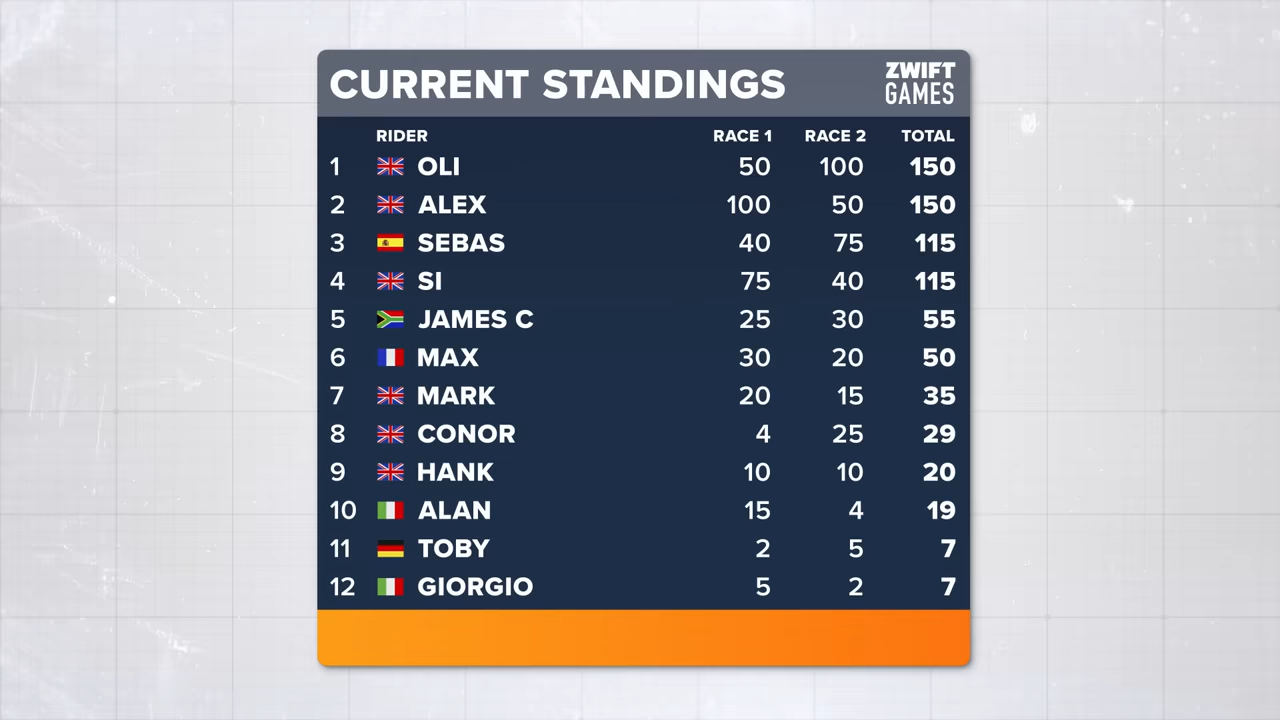 CURRENT STANDINGS
ZWIFT
GAMES
RIDER RACE 1 RACE 2 TOTAL
1 OLI 50 100 150
2 ALEX 100 50 150
3 SEBAS 40 75 115
4 SI 75 40 115
5 JAMES C 25 30 55
6 MAX 30 20 50
7 MARK 20 15 35
8 CONOR 4 25 29
9 HANK 10 10 20
10 ALAN 15 4 19
11 TOBY 2 5 7
12 GIORGIO 5 2 7